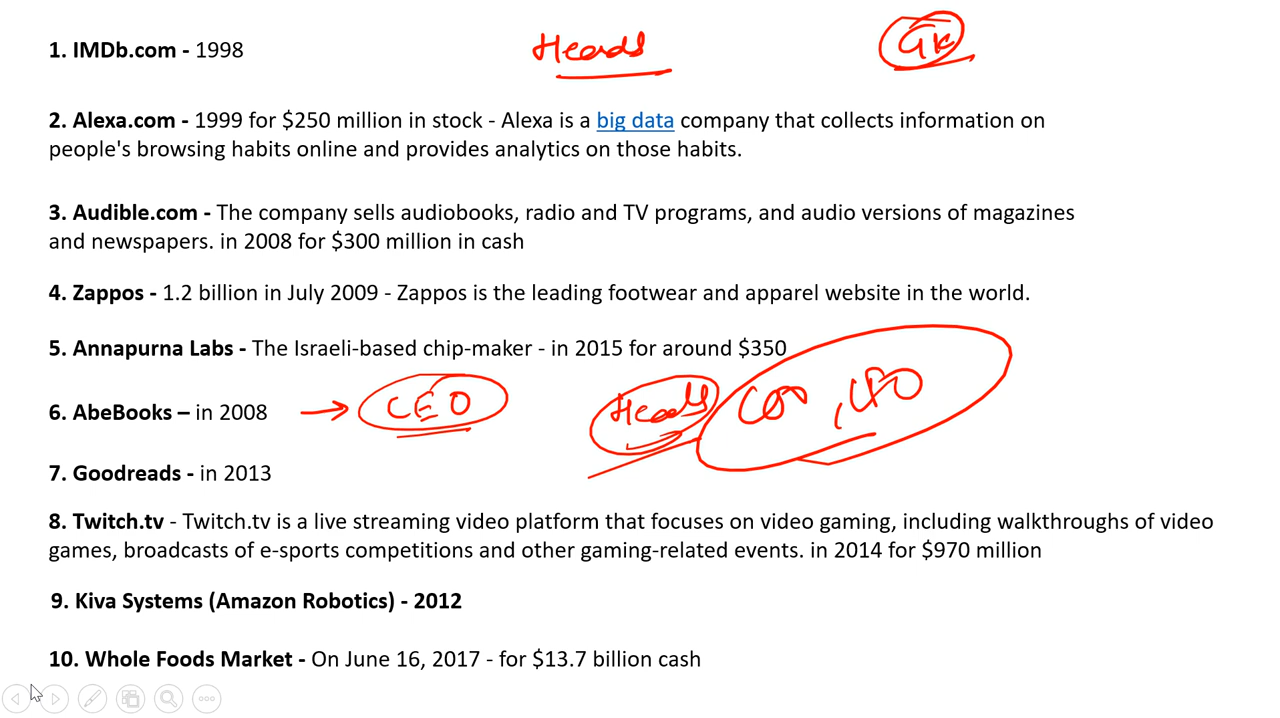 1. IMDb.com - 1998 Heads GK
2. Alexa.com - 1999 for $250 million in stock - Alexa is a big data company that collects information on
people's browsing habits online and provides analytics on those habits.
3. Audible.com - The company sells audiobooks, radio and TV programs, and audio versions of magazines
and newspapers. in 2008 for $300 million in cash
4. Zappos - 1.2 billion in July 2009 - Zappos is the leading footwear and apparel website in the world.
5. Annapurna Labs - The Israeli-based chip-maker - in 2015 for around $350
6. AbeBooks – in 2008 CEO Heads COO ,
7. Goodreads - in 2013
8. Twitch.tv - Twitch.tv is a live streaming video platform that focuses on video gaming, including walkthroughs of video
games, broadcasts of e-sports competitions and other gaming-related events. in 2014 for $970 million
9. Kiva Systems (Amazon Robotics) - 2012
10. Whole Foods Market - On June 16, 2017 - for $13.7 billion cash